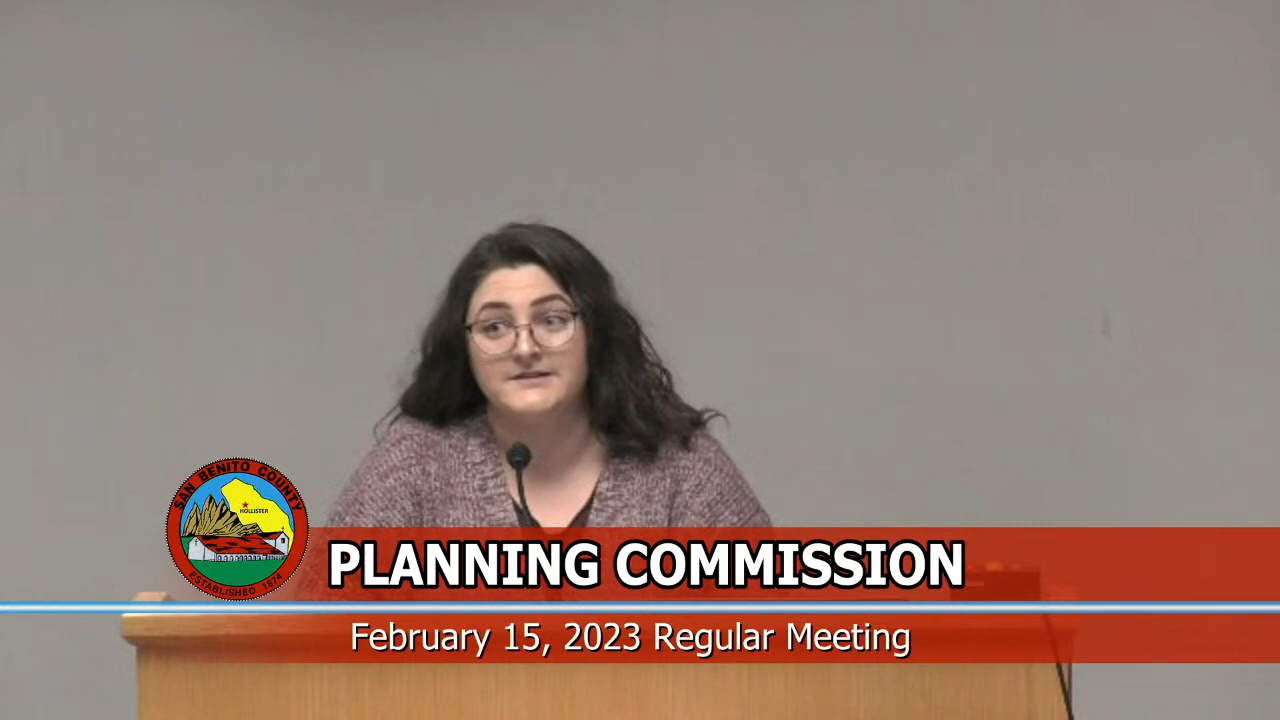 SAN BENITO COUNTY
HOLLISTER
ESTABLISHED 1874
PLANNING COMMISSION
February 15, 2023 Regular Meeting